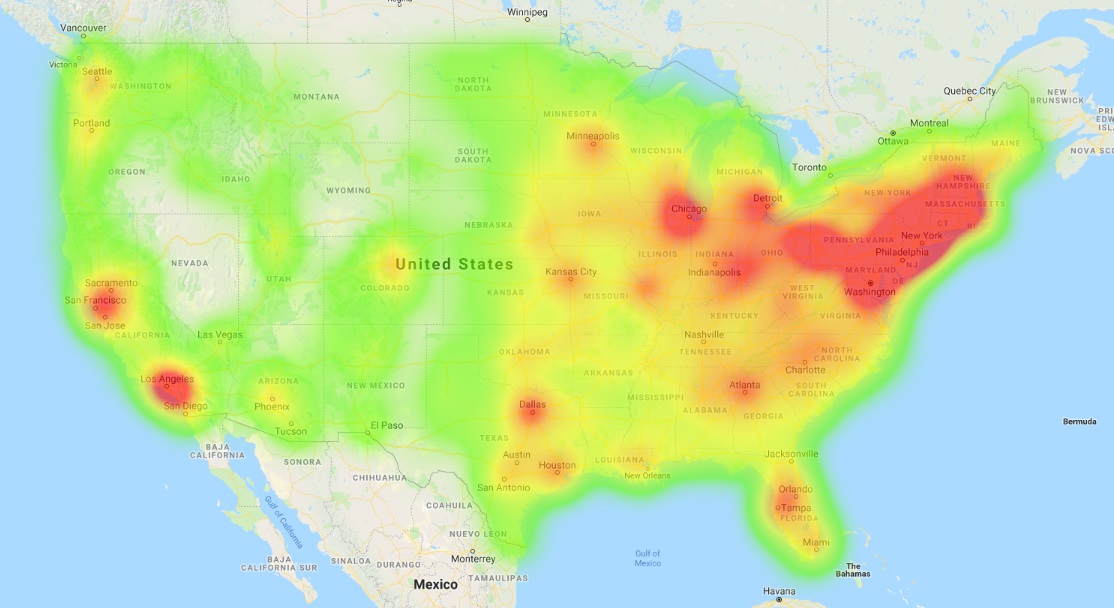 Regina
Winnipeg
Vancouver
Victoria
Seattle
WASHINGTON
MONTANA
NORTH
DAKOTA
MINNESOTA
Quebec City
NEW
BRUNSWICK
Montreal
Ottawa
MAINE
PRI
EDW
ISL
NOVA SCO
Portland
Minneapolis
WISCONSIN
VERMONT
Toronto
OREGON
IDAHO
SOUTH
DAKOTA
MICHIGAN
NEW
HAMPSHIRE
WYOMING
Detroit
NEW YORK
MASSACHUSETTS
Chicago
IOWA
CT
RI
NEBRASKA
New York
PENNSYLVANIA
Philadelphia
NEVADA
UTAH
United States
ILLINOIS
INDIANA
OHIO
NJ
Sacramento
COLORADO
Kansas City
Indianapolis
MARYLAND
DE
San Francisco
KANSAS
MISSOURI
WEST
VIRGINIA
Washington
San Jose
CALIFORNIA
Las Vegas
KENTUCKY
VIRGINIA
Nashville
OKLAHOMA
TENNESSEE
NORTH
CAROLINA
Los Angeles
ARIZONA
NEW MEXICO
ARKANSAS
Charlotte
San Diego
Phoenix
Dallas
MISSISSIPPI
Atlanta
SOUTH
CAROLINA
Tucson
El Paso
ALABAMA
GEORGIA
Bermuda
BAJA
CALIFORNIA
SONORA
TEXAS
Austin
Houston
LOUISIANA
Jacksonville
CHIHUAHUA
San Antonio
New Orleans
Gulf of California
COAHUILA
Orlando
Tampa
FLORIDA
NUEVO LEON
Miami
BAJA
CALIFORNIA SUR
SINALOA
DURANGO
Monterrey
Gulf of
Mexico
The
Bahamas
Mexico
TAMAULIPAS
Havana